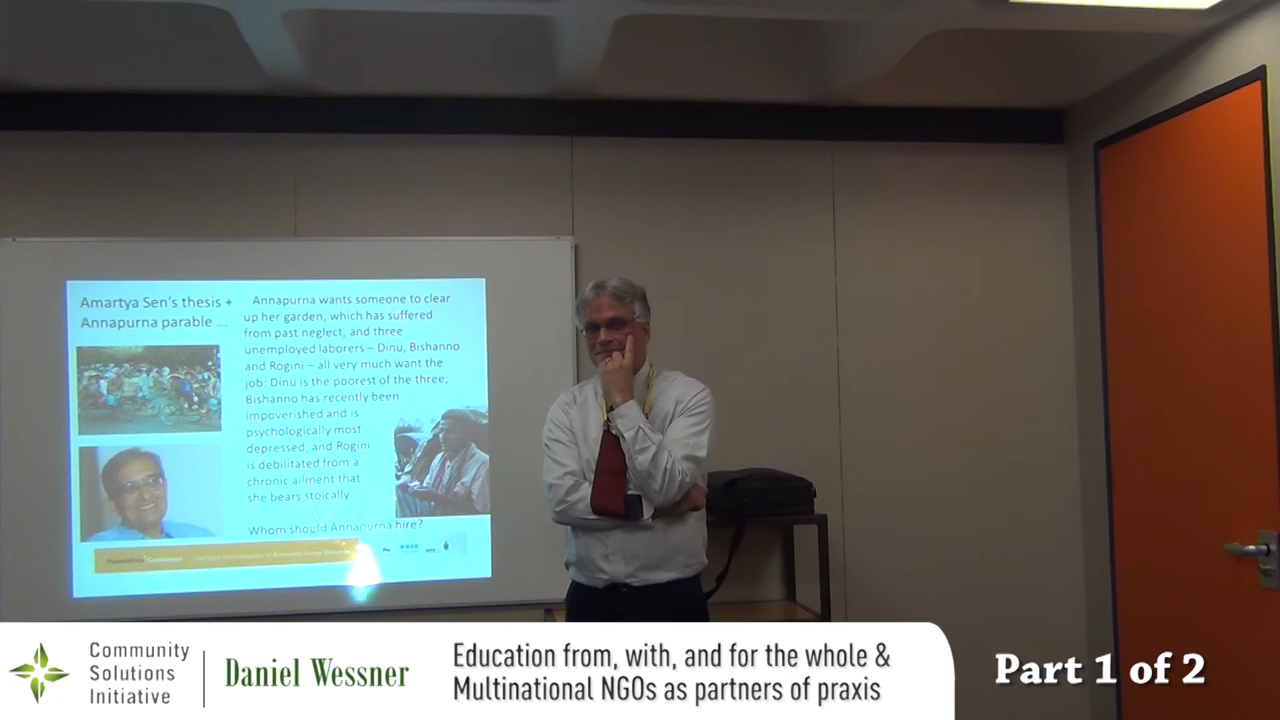 Amartya Sen's thesis +
Annapurna parable ...
Annapurna wants someone to clear
up her garden, which has suffered
from past neglect, and three
unemployed laborers – Dinu, Bishanno
and Rogini – all very much want the
job: Dinu is the poorest of the three;
Bishanno has recently been
impoverished and is
psychologically most
depressed; and Rogini
is debilitated from a
chronic ailment that
she bears stoically.
Whom should Annapurna hire?
Conference
Community
Solutions
Initiative
Daniel Wessner
Education from, with, and for the whole &
Multinational NGOs as partners of praxis
Part 1 of 2